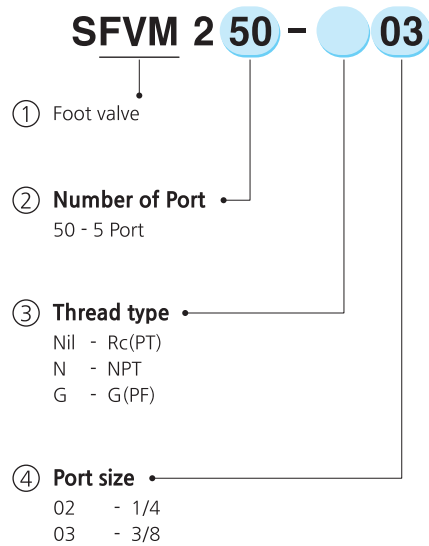 SFVM 2 50 - 03
① Foot valve
② Number of Port
50 - 5 Port
③ Thread type
Nil - Rc(PT)
N - NPT
G - G(PF)
④ Port size
02 - 1/4
03 - 3/8